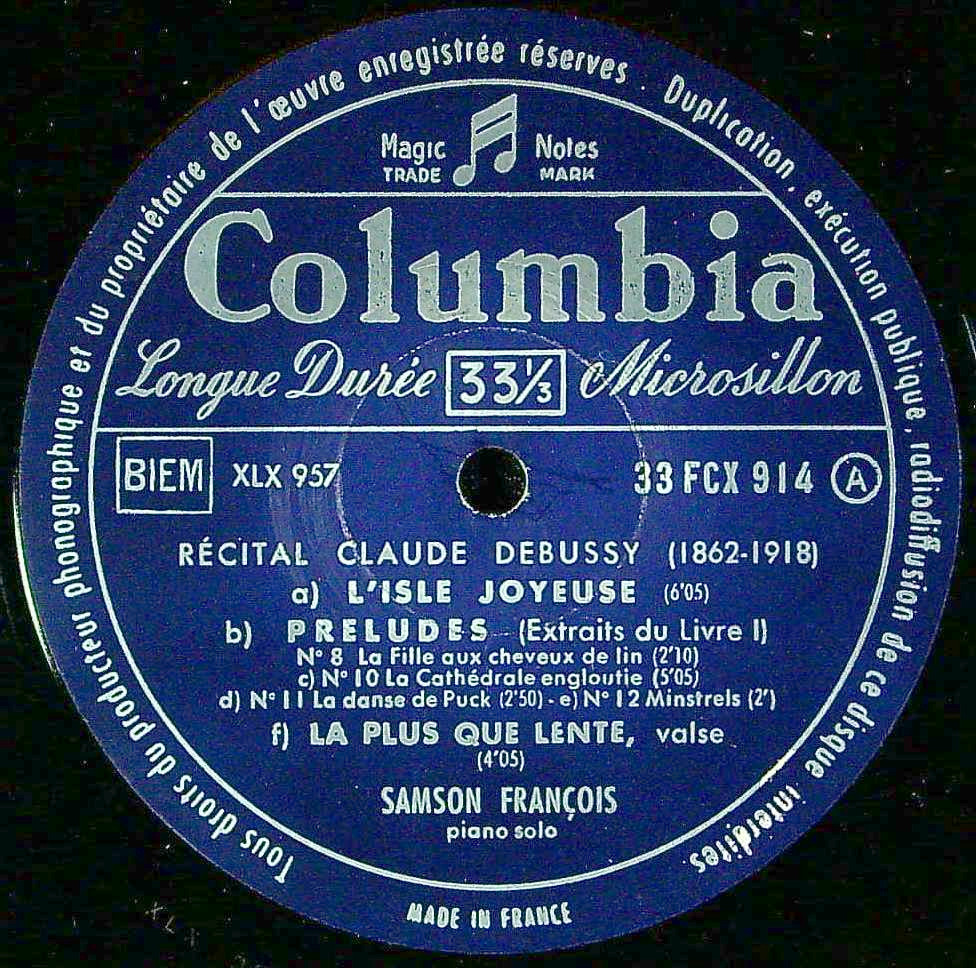 Tous droits du producteur phonographique et du propriétaire de l'œuvre enregistrée réserves . Duplication, exécution publique, radiodiffusion de ce disque interdites.
Magic Notes
TRADE MARK
Columbia
Longue Durée 33⅓ Microsillon
BIEM XLX 957 33 FCX 914 A
RÉCITAL CLAUDE DEBUSSY (1862-1918)
a) L'ISLE JOYEUSE (6'05)
b) PRELUDES (Extraits du Livre I)
N° 8 La Fille aux cheveux de lin (2'10)
c) N° 10 La Cathédrale engloutie (5'05)
d) N° 11 La danse de Puck (2'50) - e) N° 12 Minstrels (2')
f) LA PLUS QUE LENTE, valse
(4'05)
SAMSON FRANÇOIS
piano solo
MADE IN FRANCE